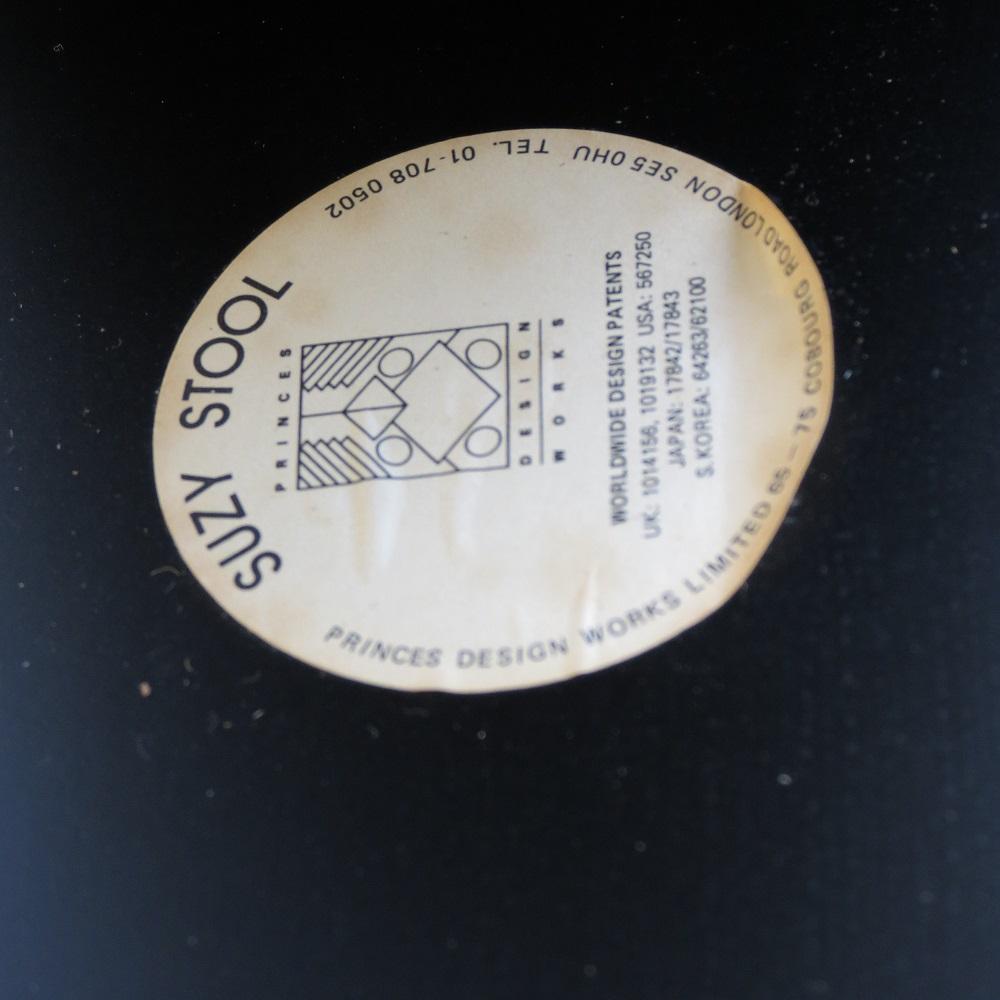 SUZY STOOL
PRINCES
DESIGN
WORKS
WORLDWIDE DESIGN PATENTS
UK: 1014156, 1019132 USA: 567250
JAPAN: 17842/17843
S.KOREA: 64263/62100
PRINCES DESIGN WORKS LIMITED 65 - 75 COBOURG ROAD LONDON SE5 0HU TEL. 01-708 0502